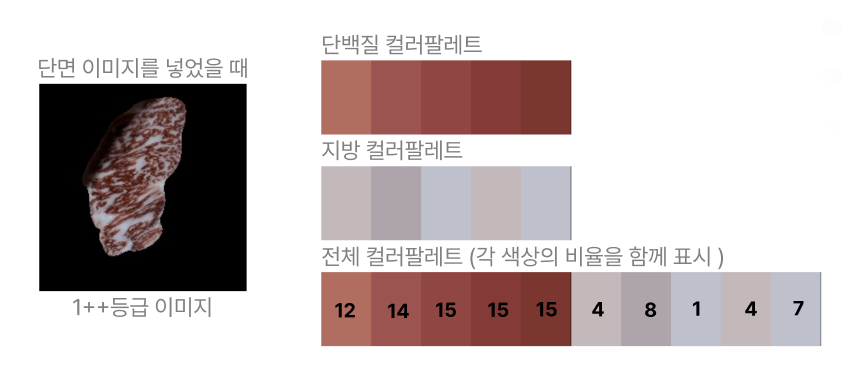 단백질 컬러팔레트
단면 이미지를 넣었을 때
지방 컬러팔레트
전체 컬러팔레트 (각 색상의 비율을 함께 표시 )
12 14 15 15 15 4 8 1 4 7
1++등급 이미지